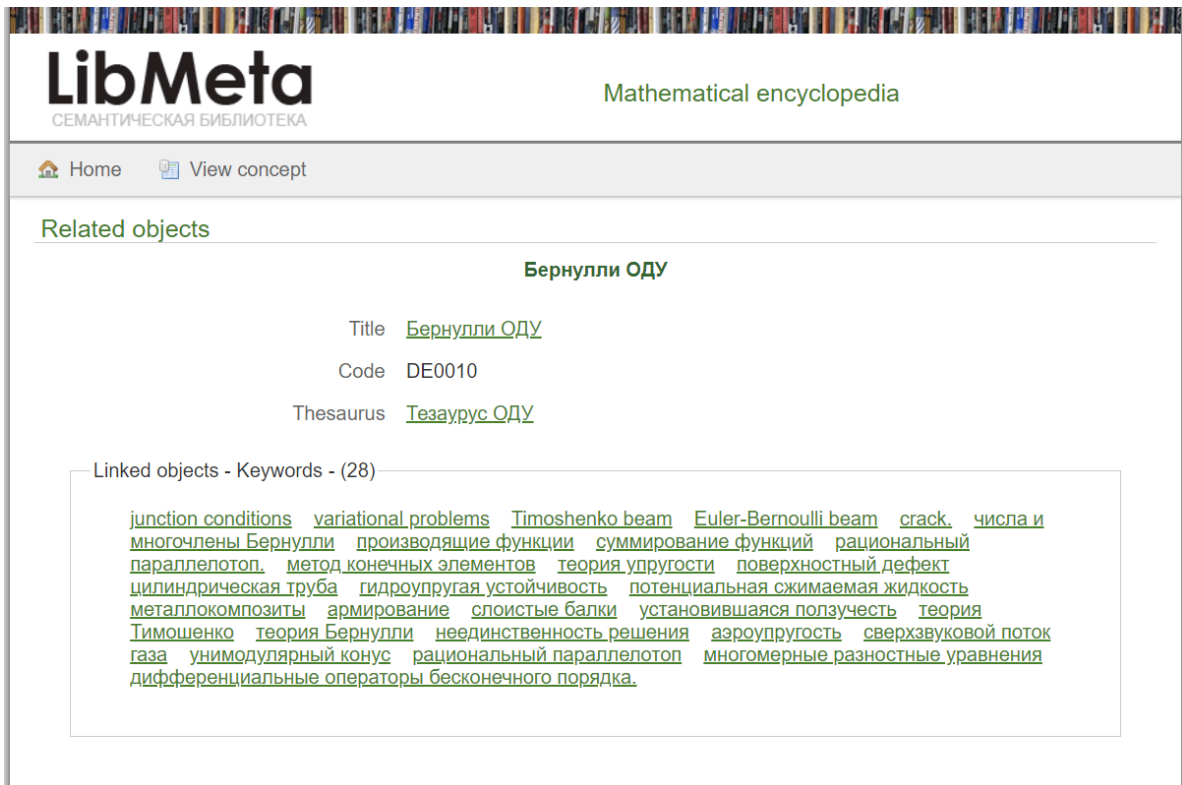 LibMeta
СЕМАНТИЧЕСКАЯ БИБЛИОТЕКА
Mathematical encyclopedia
Home View concept
Related objects
Бернулли ОДУ
Title Бернулли ОДУ
Code DE0010
Thesaurus Тезаурус ОДУ
Linked objects - Keywords - (28)
junction conditions variational problems Timoshenko beam Euler-Bernoulli beam crack. числа и
многочлены Бернулли производящие функции суммирование функций рациональный
параллелотоп. метод конечных элементов теория упругости поверхностный дефект
цилиндрическая труба гидроупругая устойчивость потенциальная сжимаемая жидкость
металлокомпозиты армирование слоистые балки установившаяся ползучесть теория
Тимошенко теория Бернулли неединственность решения аэроупругость сверхзвуковой поток
газа унимодулярный конус рациональный параллелотоп многомерные разностные уравнения
дифференциальные операторы бесконечного порядка.